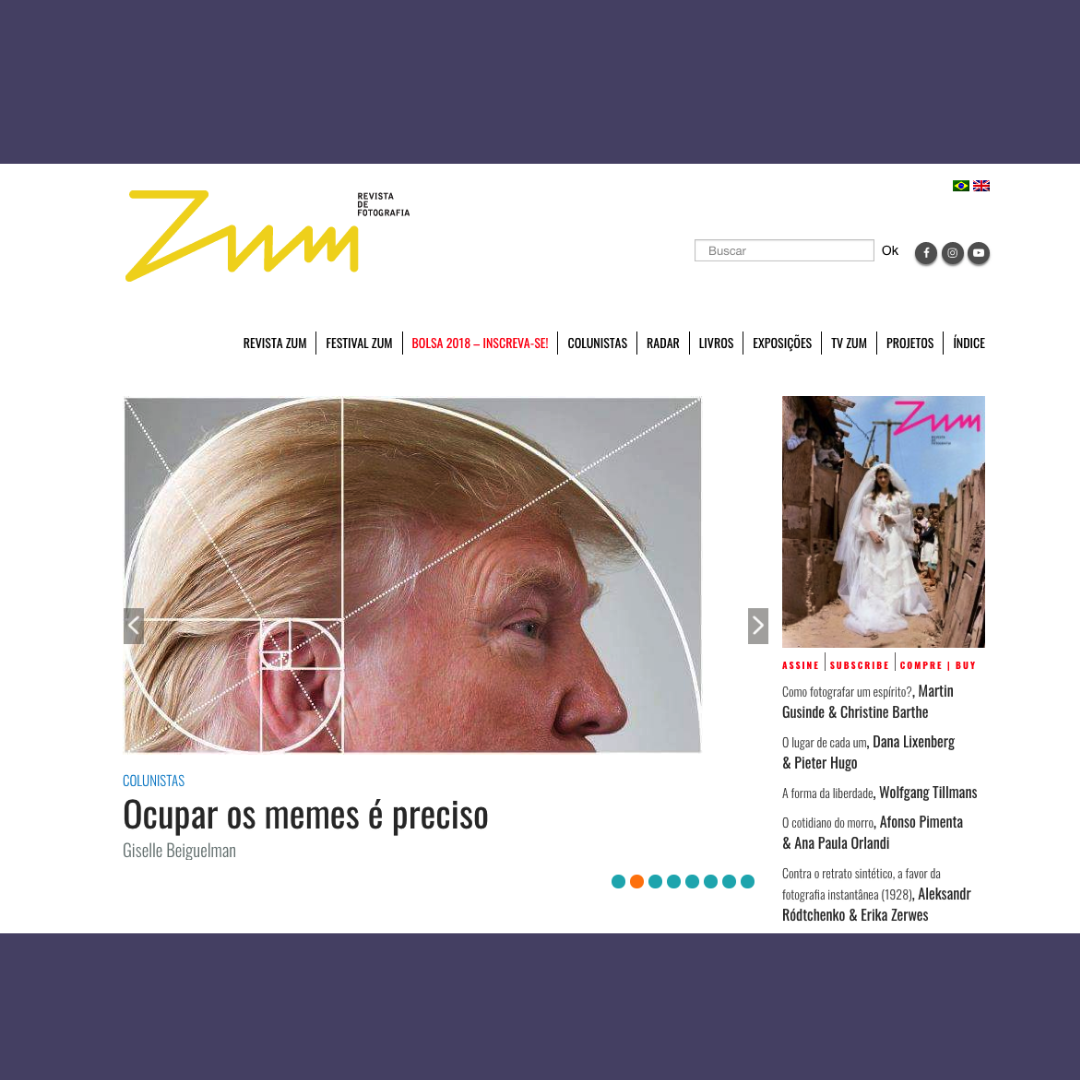 Zum
REVISTA
DE
FOTOGRAFIA
Buscar
Ok
REVISTA ZUM
FESTIVAL ZUM
BOLSA 2018 – INSCREVA-SE!
COLUNISTAS
RADAR
LIVROS
EXPOSIÇÕES
TV ZUM
PROJETOS
ÍNDICE
COLUNISTAS
Ocupar os memes é preciso
Giselle Beiguelman
Zum
ASSINE
SUBSCRIBE
COMPRE | BUY
Como fotografar um espírito?, Martin
Gusinde & Christine Barthe
O lugar de cada um, Dana Lixenberg
& Pieter Hugo
A forma da liberdade, Wolfgang Tillmans
O cotidiano do morro, Afonso Pimenta
& Ana Paula Orlandi
Contra o retrato sintético, a favor da
fotografia instantânea (1928), Aleksandr
Ródtchenko & Erika Zerwes